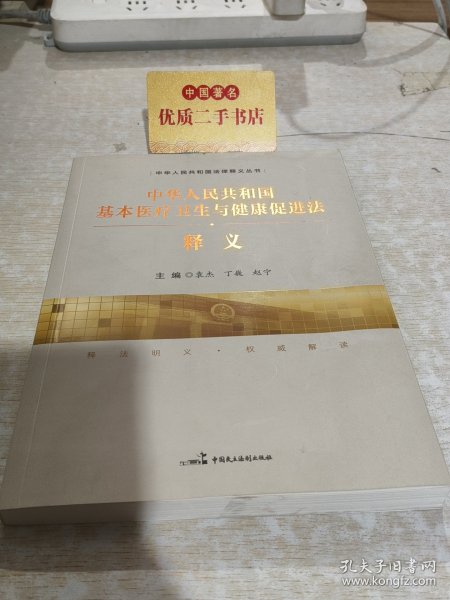 中国著名
优质二手书店
中华人民共和国法律释义丛书
中华人民共和国
基本医疗卫生与健康促进法
释义
主编◎袁杰 丁巍 赵宁
释法明义·权威解读
中国民主法制出版社
孔夫子旧书网
www.kongfz.com